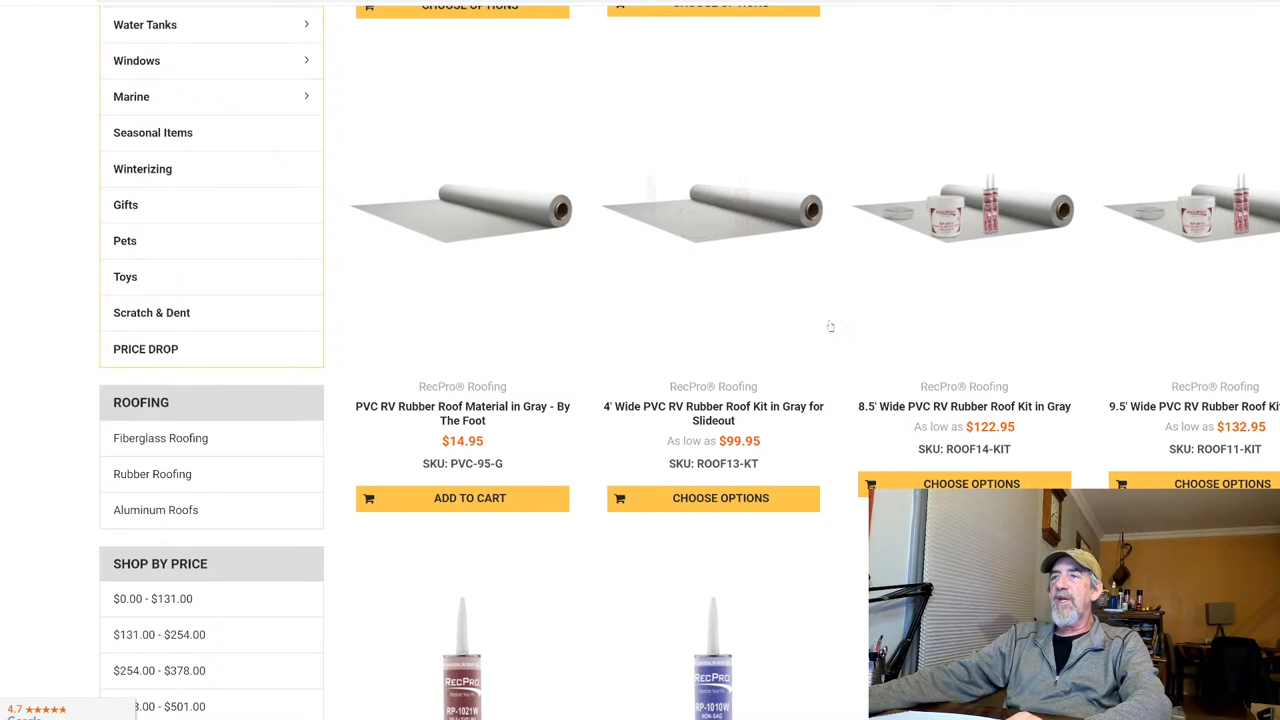 Water Tanks
Windows
Marine
Seasonal Items
Winterizing
Gifts
Pets
Toys
Scratch & Dent
PRICE DROP
ROOFING
Fiberglass Roofing
Rubber Roofing
Aluminum Roofs
SHOP BY PRICE
$0.00 - $131.00
$131.00 - $254.00
$254.00 - $378.00
8.00 - $501.00
4.7
CHOOSE OPTIONS
CHOOSE OPTIONS
RecPro® Roofing
PVC RV Rubber Roof Material in Gray - By
The Foot
$14.95
SKU: PVC-95-G
ADD TO CART
RecPro® Roofing
4' Wide PVC RV Rubber Roof Kit in Gray for
Slideout
As low as $99.95
SKU: ROOF13-KT
CHOOSE OPTIONS
RecPro® Roofing
8.5' Wide PVC RV Rubber Roof Kit in Gray
As low as $122.95
SKU: ROOF14-KIT
CHOOSE OPTIONS
RecPro® Roofing
9.5' Wide PVC RV Rubber Roof Ki
As low as $132.95
SKU: ROOF11-KIT
CHOOSE OPTIONS
RECPRO
RP-1021W
RECPRO
RP-1010W
NON-SAG